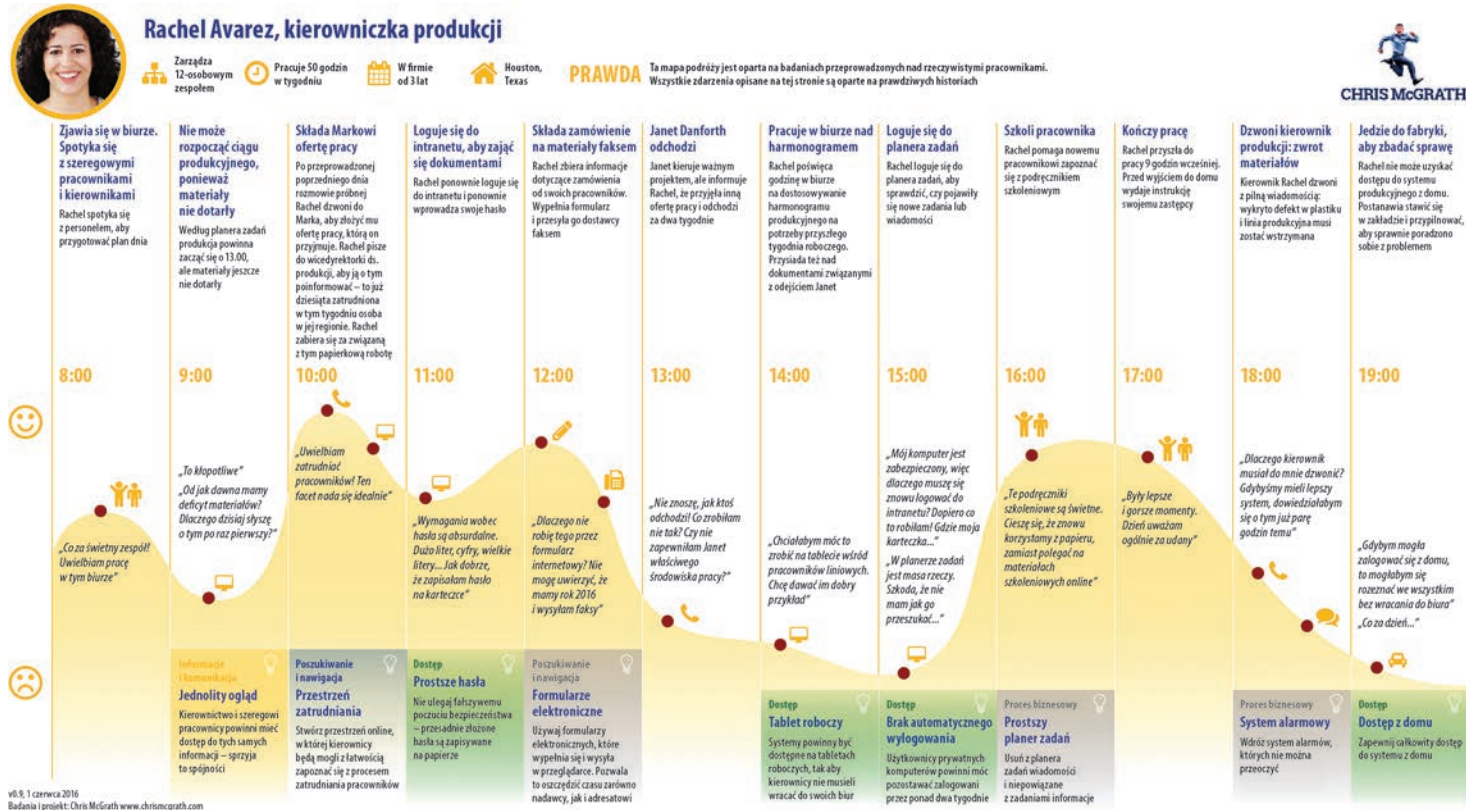 Rachel Avarez, kierowniczka produkcji
Zarządza
12-osobowym
zespołem
Pracuje 50 godzin
w tygodniu
W firmie
od 3 lat
Houston,
Texas
PRAWDA
Ta mapa podróży jest oparta na badaniach przeprowadzonych nad rzeczywistymi pracownikami.
Wszystkie zdarzenia opisane na tej stronie są oparte na prawdziwych historiach
CHRIS McGRATH
Zjawia się w biurze.
Spotyka się
z szeregowymi
pracownikami
i kierownikami
Rachel spotyka się
z personelem, aby
przygotować plan dnia
8:00
„Co za świetny zespół!
Uwielbiam pracę
w tym biurze”
Nie może
rozpocząć ciągu
produkcyjnego,
ponieważ
materiały
nie dotarły
Według planera zadań
produkcja powinna
zacząć się o 13.00,
ale materiały jeszcze
nie dotarły
9:00
„To kłopotliwe”
„Od jak dawna mamy
deficyt materiałów?
Dlaczego dzisiaj słyszę
o tym po raz pierwszy?”
Informacje
i komunikacja
Jednolity ogląd
Kierownictwo i szeregowi
pracownicy powinni mieć
dostęp do tych samych
informacji – sprzyja
to spójności
Składa Markowi
ofertę pracy
Po przeprowadzonej
poprzedniego dnia
rozmowie próbnej
Rachel dzwoni do
Marka, aby złożyć mu
ofertę pracy, którą on
przyjmuje. Rachel pisze
do wicedyrektorki ds.
produkcji, aby ją o tym
poinformować – to już
dziesiąta zatrudniona
w tym tygodniu osoba
w jej regionie. Rachel
zabiera się za związaną
z tym papierkową robotę
10:00
„Uwielbiam
zatrudniać
pracowników! Ten
facet nada się idealnie”
Poszukiwanie
i nawigacja
Przestrzeń
zatrudniania
Stwórz przestrzeń online,
w której kierownicy
będą mogli z łatwością
zapoznać się z procesem
zatrudniania pracowników
Loguje się do
intranetu, aby zająć
się dokumentami
Rachel ponownie loguje się
do intranetu i ponownie
wprowadza swoje hasło
11:00
„Wymagania wobec
hasła są absurdalne.
Dużo liter, cyfry, wielkie
litery... Jak dobrze,
że zapisałam hasło
na karteczce”
Dostęp
Prostsze hasła
Nie ulegaj fałszywemu
poczuciu bezpieczeństwa
– przesadnie złożone
hasła są zapisywane
na papierze
Składa zamówienie
na materiały faksem
Rachel zbiera informacje
dotyczące zamówienia
od swoich pracowników.
Wypełnia formularz
i przesyła go dostawcy
faksem
12:00
„Dlaczego nie
robię tego przez
formularz
internetowy? Nie
mogę uwierzyć, że
mamy rok 2016
i wysyłam faksy”
Poszukiwanie
i nawigacja
Formularze
elektroniczne
Używaj formularzy
elektronicznych, które
wypełnia się i wysyła
w przeglądarce. Pozwala
to oszczędzić czasu zarówno
nadawcy, jak i adresatowi
Janet Danforth
odchodzi
Janet kieruje ważnym
projektem, ale informuje
Rachel, że przyjęła inną
ofertę pracy i odchodzi
za dwa tygodnie
13:00
„Nie znoszę, jak ktoś
odchodzi! Co zrobiłam
nie tak? Czy nie
zapewniłam Janet
właściwego
środowiska pracy?”
Pracuje w biurze nad
harmonogramem
Rachel poświęca
godzinę w biurze
na dostosowywanie
harmonogramu
produkcyjnego na
potrzeby przyszłego
tygodnia roboczego.
Przysiada też nad
dokumentami związanymi
z odejściem Janet
14:00
„Chciałabym móc to
zrobić na tablecie wśród
pracowników liniowych.
Chcę dawać im dobry
przykład”
Dostęp
Tablet roboczy
Systemy powinny być
dostępne na tabletach
roboczych, tak aby
kierownicy nie musieli
wracać do swoich biur
Loguje się do
planera zadań
Rachel loguje się do
planera zadań, aby
sprawdzić, czy pojawiły
się nowe zadania lub
wiadomości
15:00
„Mój komputer jest
zabezpieczony, więc
dlaczego muszę się
znowu logować do
intranetu? Dopiero co
to robiłam! Gdzie moja
karteczka...”
„W planerze zadań
jest masa rzeczy.
Szkoda, że nie
mam jak go
przeszukać...”
Dostęp
Brak automatycznego
wylogowania
Użytkownicy prywatnych
komputerów powinni móc
pozostawać zalogowani
przez ponad dwa tygodnie
Szkoli pracownika
Rachel pomaga nowemu
pracownikowi zapoznać
się z podręcznikiem
szkoleniowym
16:00
„Te podręczniki
szkoleniowe są świetne.
Cieszę się, że znowu
korzystamy z papieru,
zamiast polegać na
materiałach
szkoleniowych online”
Proces biznesowy
Prostszy
planer zadań
Usuń z planera
zadań wiadomości
i niepowiązane
z zadaniami informacje
Kończy pracę
Rachel przyszła do
pracy 9 godzin wcześniej.
Przed wyjściem do domu
wydaje instrukcję
swojemu zastępcy
17:00
„Były lepsze
i gorsze momenty.
Dzień uważam
ogólnie za udany”
Dzwoni kierownik
produkcji: zwrot
materiałów
Kierownik Rachel dzwoni
z pilną wiadomością:
wykryto defekt w plastiku
i linia produkcyjna musi
zostać wstrzymana
18:00
„Dlaczego kierownik
musiał do mnie dzwonić?
Gdybyśmy mieli lepszy
system, dowiedziałabym
się o tym już parę
godzin temu”
Proces biznesowy
System alarmowy
Wdróż system alarmów,
których nie można
przeoczyć
Jedzie do fabryki,
aby zbadać sprawę
Rachel nie może uzyskać
dostępu do systemu
produkcyjnego z domu.
Postanawia stawić się
w zakładzie i przypilnować,
aby sprawnie poradzono
sobie z problemem
19:00
„Gdybym mogła
zalogować się z domu,
to mogłabym się
rozeznać we wszystkim
bez wracania do biura”
„Co za dzień...”
Dostęp
Dostęp z domu
Zapewnij całkowity dostęp
do systemu z domu
v0.9, 1 czerwca 2016
Badania i projekt: Chris McGrath www.chrismcgrath.com